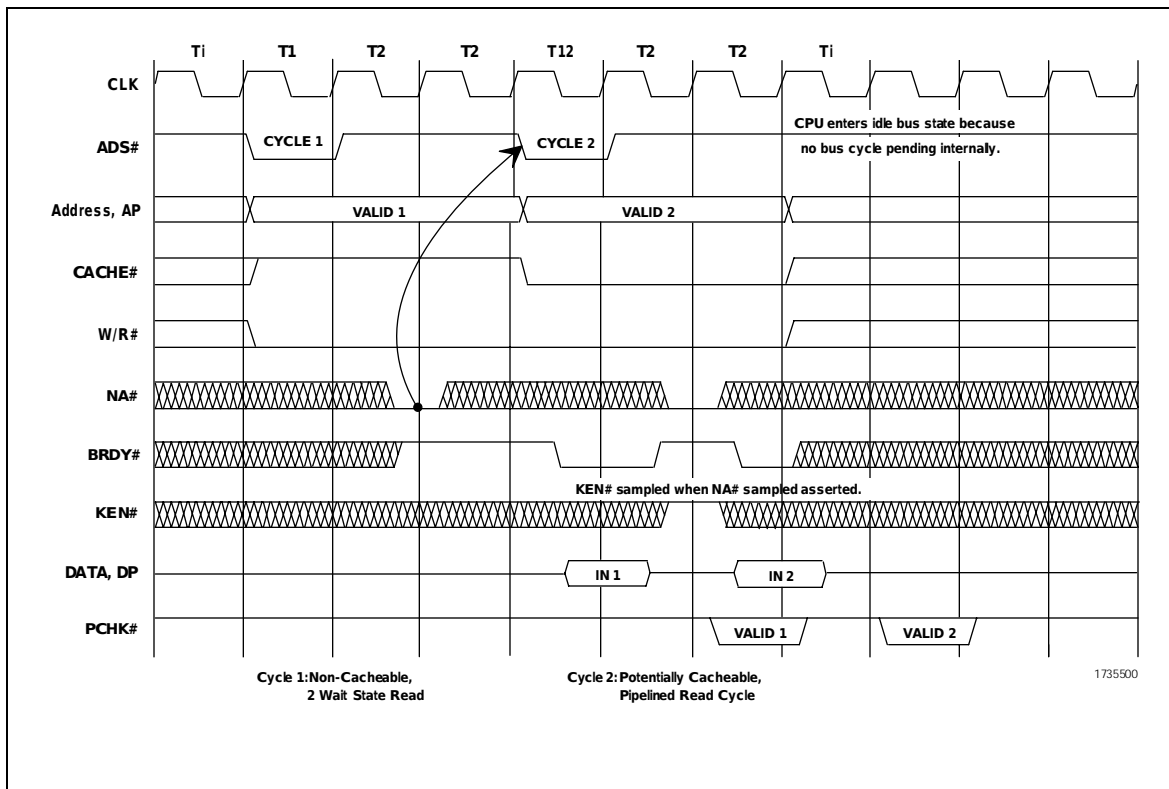 Ti T1 T2 T2 T12 T2 T2 Ti
CLK
CPU enters idle bus state because
no bus cycle pending internally.
ADS# CYCLE 1 CYCLE 2
Address, AP VALID 1 VALID 2
CACHE#
W/R#
NA#
BRDY#
KEN# sampled when NA# sampled asserted.
KEN#
DATA, DP IN 1 IN 2
PCHK# VALID 1 VALID 2
Cycle 1:Non-Cacheable,
2 Wait State Read
Cycle 2:Potentially Cacheable,
Pipelined Read Cycle
1735500